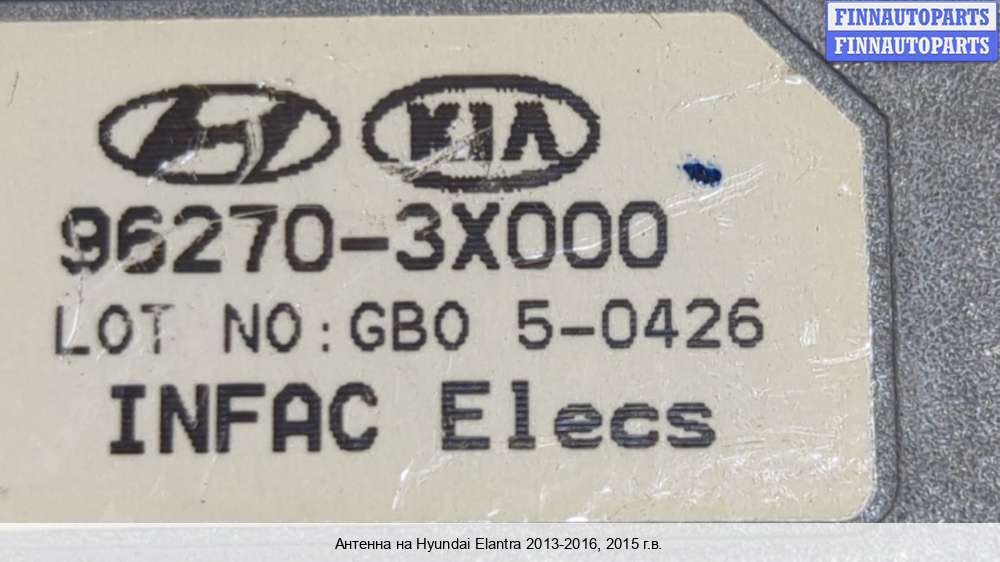 FINNAUTOPARTS
FINNAUTOPARTS
KIA
96270-3X000
LOT NO:GB0 5-0426
INFAC Elecs
Антенна на Hyundai Elantra 2013-2016, 2015 г.в.